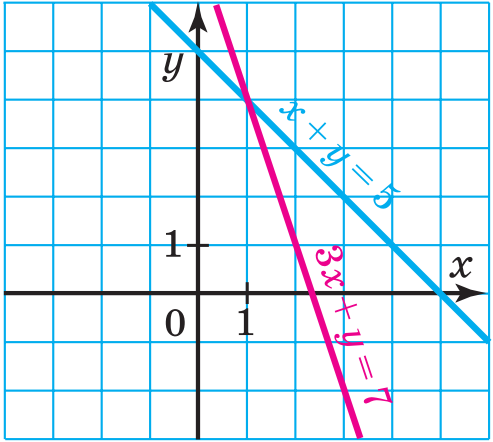 y
x + y = 5
1
x
0
1
3x + y = 7